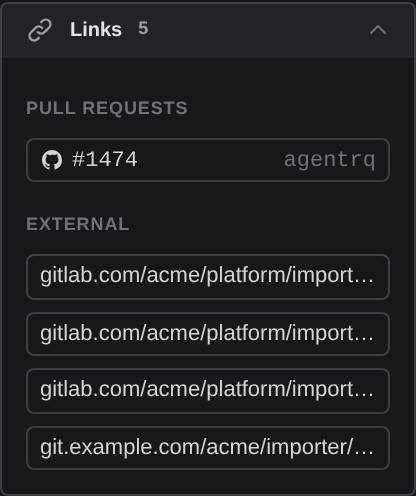 Links 5
PULL REQUESTS
#1474 agentrq
EXTERNAL
gitlab.com/acme/platform/import…
gitlab.com/acme/platform/import…
gitlab.com/acme/platform/import…
git.example.com/acme/importer/…